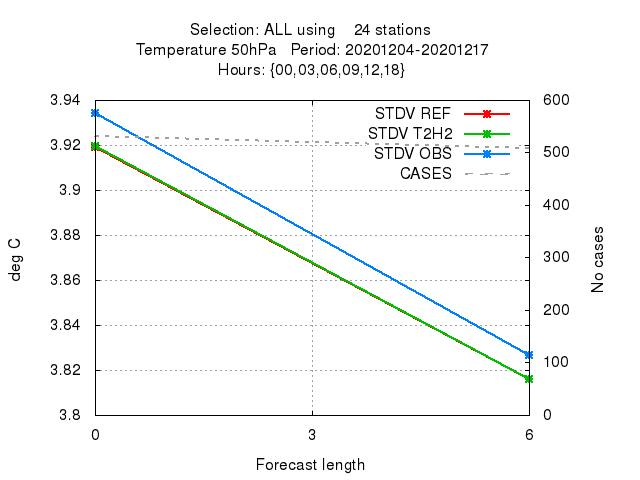 Selection: ALL using    24 stations
Temperature 50hPa   Period: 20201204-20201217
Hours: {00,03,06,09,12,18}
3.94
3.92
3.9
3.88
3.86
3.84
3.82
3.8
deg C
STDV REF
STDV T2H2
STDV OBS
CASES
600
500
400
300
200
100
0
No cases
0 3 6
Forecast length